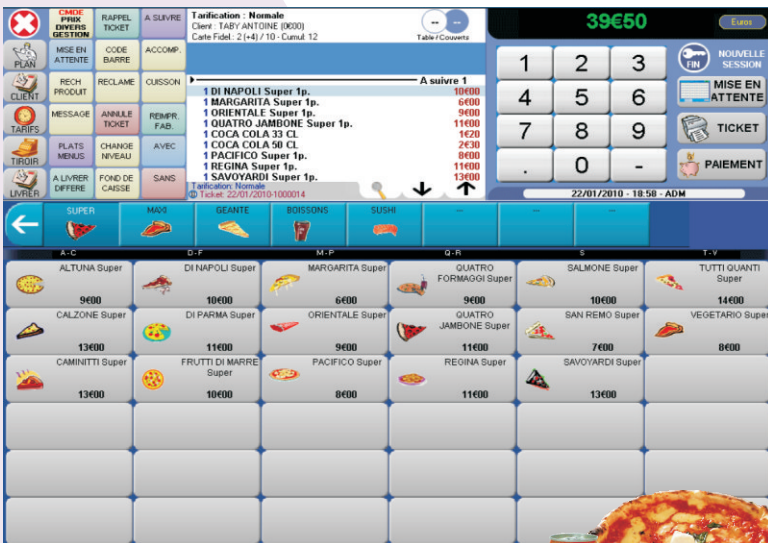 CMDE
PRIX
DIVERS
GESTION
RAPPEL
TICKET
A SUIVRE
PLAN
MISE EN
ATTENTE
CODE
BARRE
ACCOMP.
CLIENT
RECH
PRODUIT
RECLAME
CUISSON
TARIFS
MESSAGE
ANNULE
TICKET
REIMPR.
FAB.
TIROIR
PLATS
MENUS
CHANGE
NIVEAU
AVEC
LIVRER
A LIVRER
DIFFERE
FOND DE
CAISSE
SANS
Tarification : Normale
Client : TABY ANTOINE (0€00)
Carte Fidel.: 2 (+4) / 10 - Cumul: 12
-- --
Table / Couverts
A suivre 1
1 DI NAPOLI Super 1p. 10€00
1 MARGARITA Super 1p. 6€00
1 ORIENTALE Super 1p. 9€00
1 QUATRO JAMBONE Super 1p. 11€00
1 COCA COLA 33 CL 1€20
1 COCA COLA 50 CL 2€30
1 PACIFICO Super 1p. 8€00
1 REGINA Super 1p. 11€00
1 SAVOYARDI Super 1p. 13€00
Tarification: Normale
Ticket: 22/01/2010-1000014
39€50
Euros
1 2 3
4 5 6
7 8 9
. 0 -
FIN
NOUVELLE
SESSION
MISE EN
ATTENTE
TICKET
PAIEMENT
22/01/2010 - 18:58 - ADM
SUPER MAXI GEANTE BOISSONS SUSHI -- -- --
A-C D-F M-P Q-R S T-V
ALTUNA Super
9€00
DI NAPOLI Super
10€00
MARGARITA Super
6€00
QUATRO
FORMAGGI Super
9€00
SALMONE Super
10€00
TUTTI QUANTI
Super
14€00
CALZONE Super
13€00
DI PARMA Super
11€00
ORIENTALE Super
9€00
QUATRO
JAMBONE Super
11€00
SAN REMO Super
7€00
VEGETARIO Super
8€00
CAMINITTI Super
13€00
FRUTTI DI MARRE
Super
10€00
PACIFICO Super
8€00
REGINA Super
11€00
SAVOYARDI Super
13€00